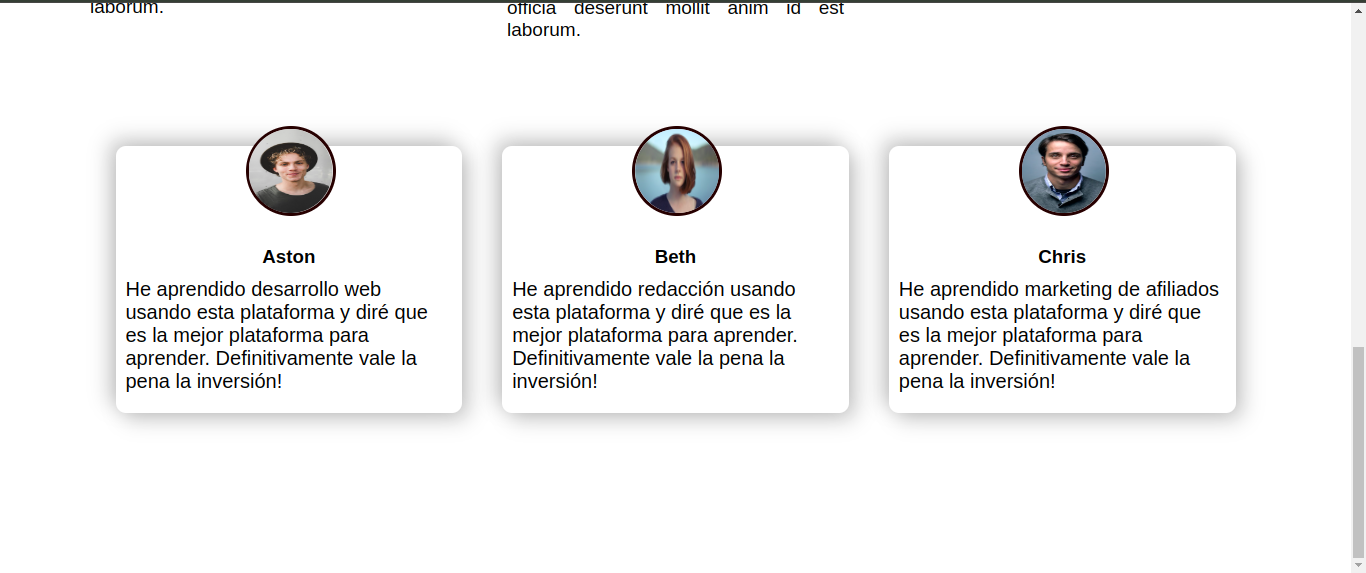 laborum.
officia deserunt mollit anim id est
laborum.
Aston
He aprendido desarrollo web
usando esta plataforma y diré que
es la mejor plataforma para
aprender. Definitivamente vale la
pena la inversión!
Beth
He aprendido redacción usando
esta plataforma y diré que es la
mejor plataforma para aprender.
Definitivamente vale la pena la
inversión!
Chris
He aprendido marketing de afiliados
usando esta plataforma y diré que
es la mejor plataforma para
aprender. Definitivamente vale la
pena la inversión!